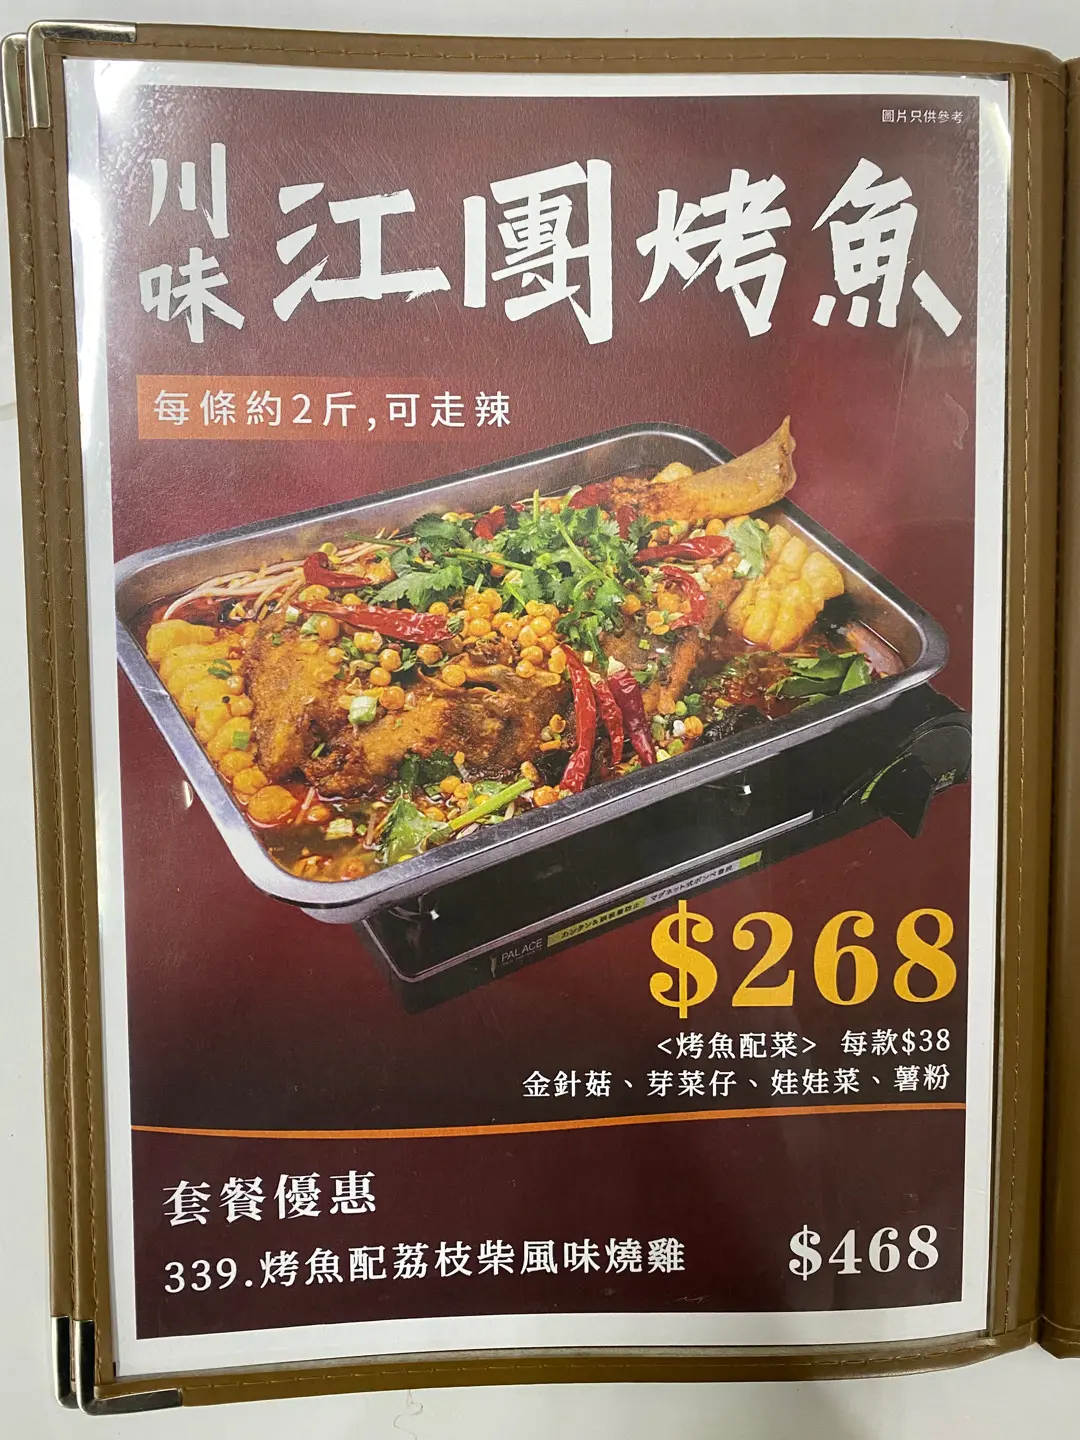 圖片只供參考
川味 江團烤魚
每條約2斤,可走辣
PALACE
$268
<烤魚配菜> 每款$38
金針菇、芽菜仔、娃娃菜、薯粉
套餐優惠
339.烤魚配荔枝柴風味燒雞 $468